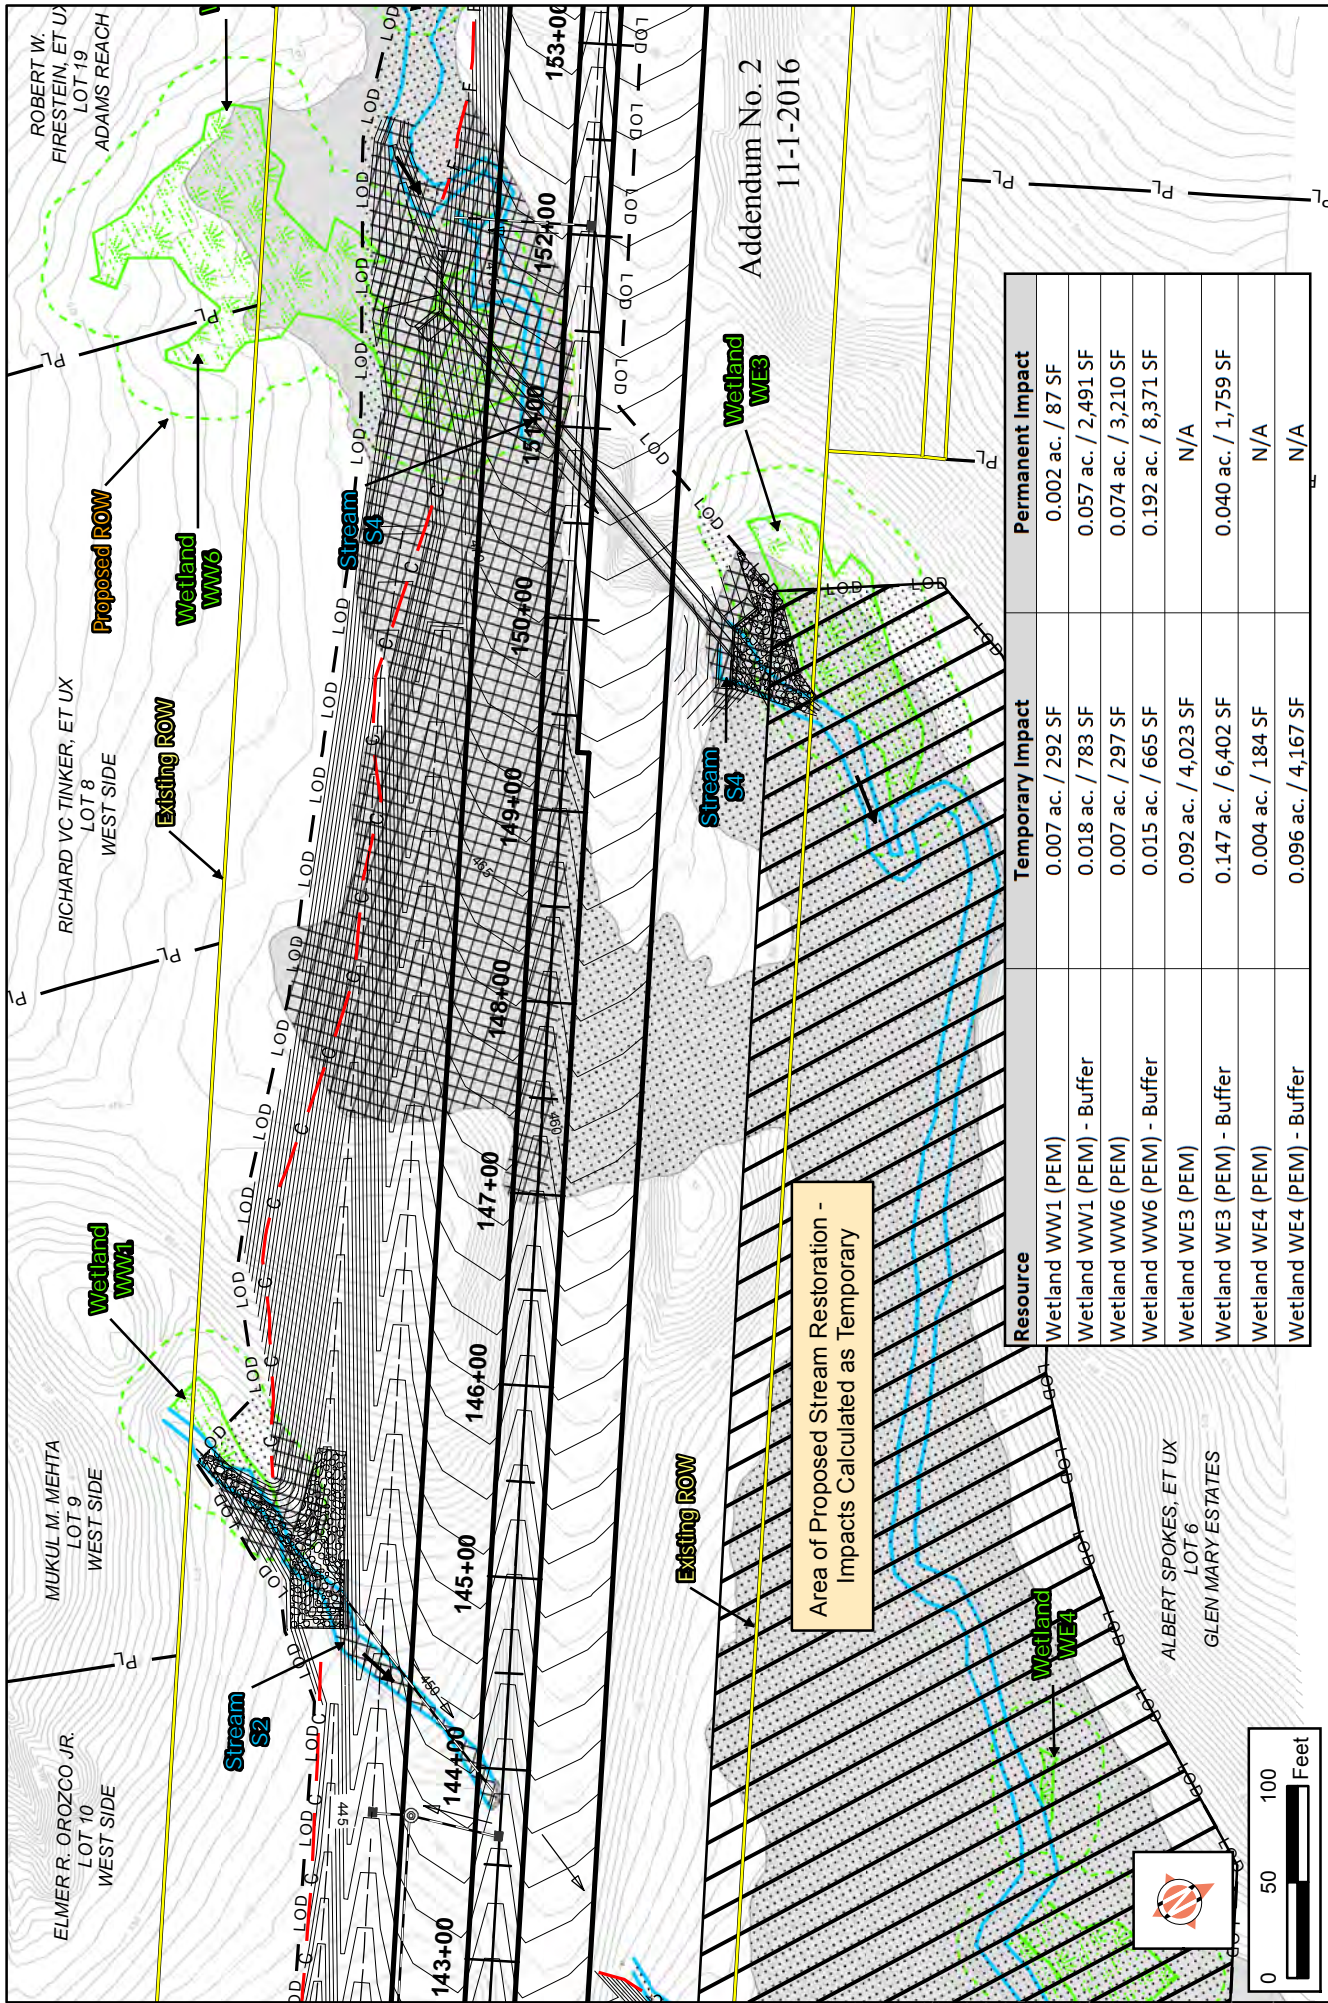 ROBERT W.
FIRESTEIN, ET UX
LOT 19
ADAMS REACH
RICHARD VC TINKER, ET UX
LOT 8
WEST SIDE
MUKUL M. MEHTA
LOT 9
WEST SIDE
ELMER R. OROZCO JR.
LOT 10
WEST SIDE
Proposed ROW
Wetland
WW6
Existing ROW
Wetland
WW1
Stream
S2
Stream
S4
143+00
144+00
145+00
146+00
147+00
148+00
149+00
150+00
151+00
152+00
153+00
445
450
460
465
LOD
PL
C
F
Addendum No. 2
11-1-2016
Wetland
WE3
Stream
S4
Existing ROW
Area of Proposed Stream Restoration -
Impacts Calculated as Temporary
Wetland
WE4
ALBERT SPOKES, ET UX
LOT 6
GLEN MARY ESTATES
Resource Temporary Impact Permanent Impact
Wetland WW1 (PEM) 0.007 ac. / 292 SF 0.002 ac. / 87 SF
Wetland WW1 (PEM) - Buffer 0.018 ac. / 783 SF 0.057 ac. / 2,491 SF
Wetland WW6 (PEM) 0.007 ac. / 297 SF 0.074 ac. / 3,210 SF
Wetland WW6 (PEM) - Buffer 0.015 ac. / 665 SF 0.192 ac. / 8,371 SF
Wetland WE3 (PEM) 0.092 ac. / 4,023 SF N/A
Wetland WE3 (PEM) - Buffer 0.147 ac. / 6,402 SF 0.040 ac. / 1,759 SF
Wetland WE4 (PEM) 0.004 ac. / 184 SF N/A
Wetland WE4 (PEM) - Buffer 0.096 ac. / 4,167 SF N/A
N
0 50 100
Feet